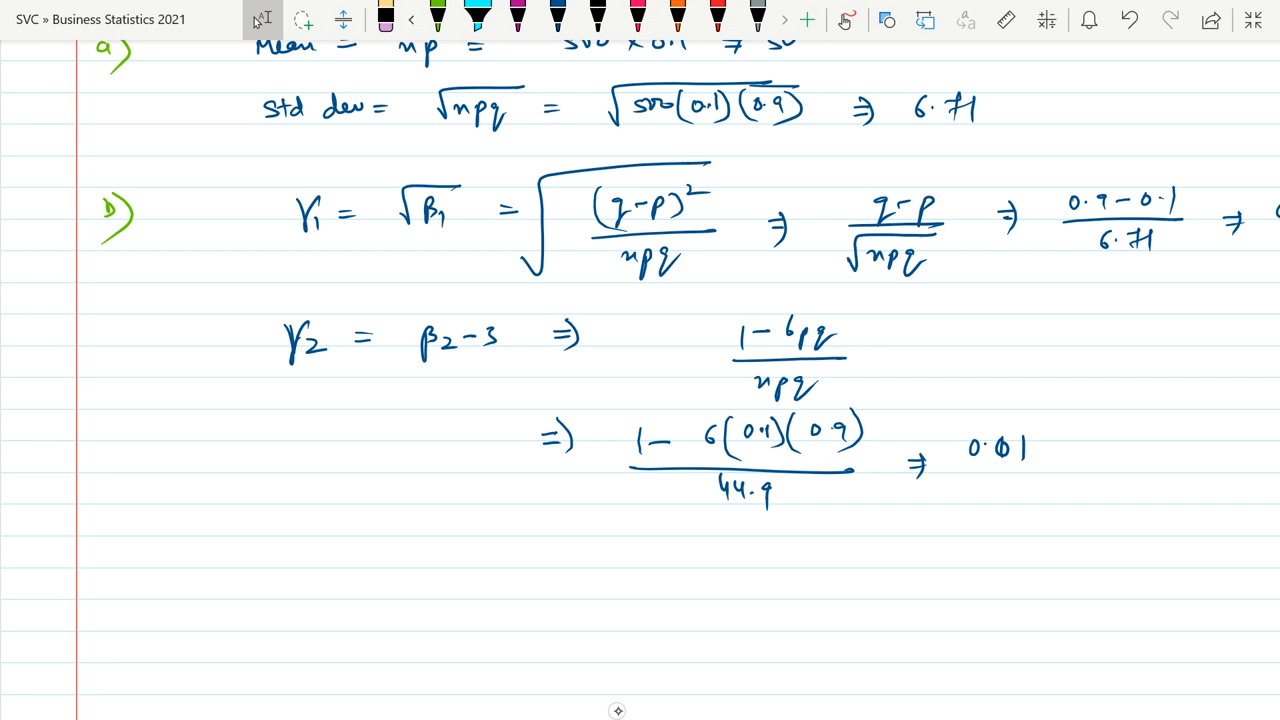 SVC » Business Statistics 2021
a) Mean = np = 500 × 0.1 ⇒ 50
Std dev = √npq = √500(0.1)(0.9) ⇒ 6.71
b) γ₁ = √β₁ = √(q-p)²/npq ⇒ q-p/√npq ⇒ 0.9-0.1/6.71 ⇒
γ₂ = β₂-3 ⇒ 1-6pq/npq
⇒ 1- 6(0.1)(0.9)/44.9 ⇒ 0.01